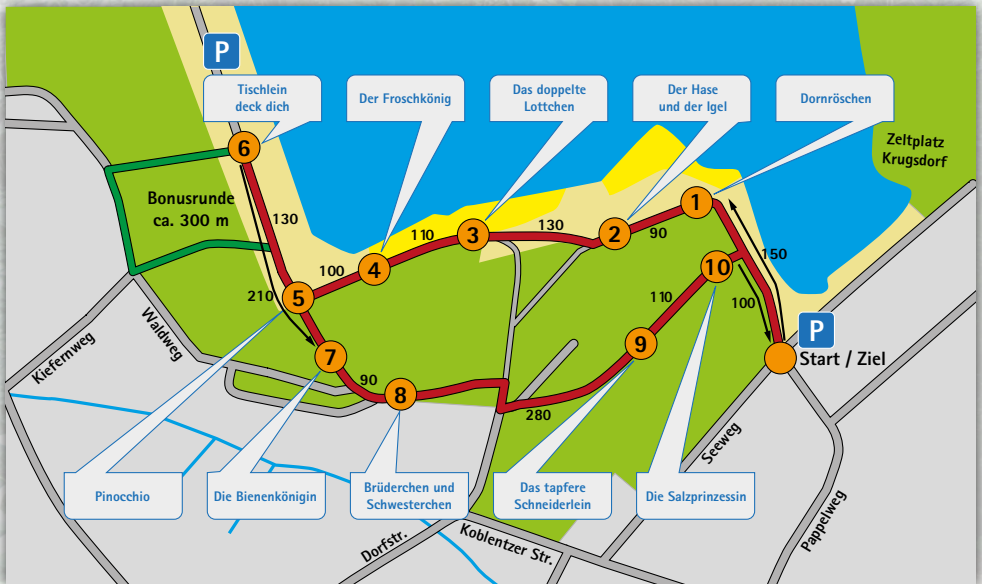 P
Tischlein
deck dich
Der Froschkönig
Das doppelte
Lottchen
Der Hase
und der Igel
Dornröschen
Zeltplatz
Krugsdorf
6
Bonusrunde
ca. 300 m
130
1
90
2
130
3
110
4
100
5
210
10
150
100
110
P
Start / Ziel
7
9
90
8
280
Kiefernweg
Waldweg
Seeweg
Pappelweg
Pinocchio
Die Bienenkönigin
Brüderchen und
Schwesterchen
Das tapfere
Schneiderlein
Die Salzprinzessin
Dorfstr.
Koblentzer Str.